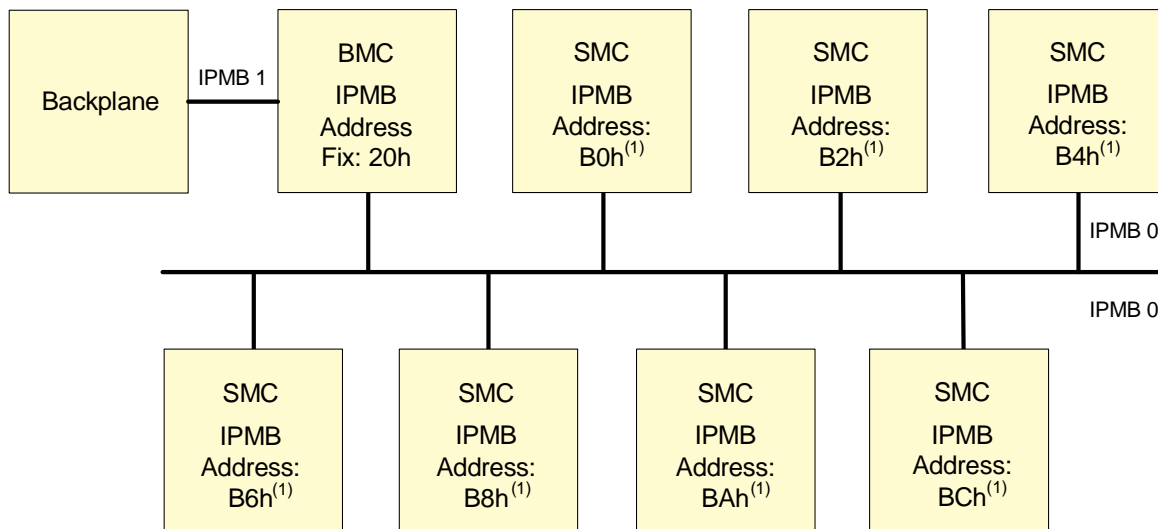 Backplane
IPMB 1
BMC
IPMB
Address
Fix: 20h
SMC
IPMB
Address:
B0h(1)
SMC
IPMB
Address:
B2h(1)
SMC
IPMB
Address:
B4h(1)
IPMB 0
IPMB 0
SMC
IPMB
Address:
B6h(1)
SMC
IPMB
Address:
B8h(1)
SMC
IPMB
Address:
BAh(1)
SMC
IPMB
Address:
BCh(1)